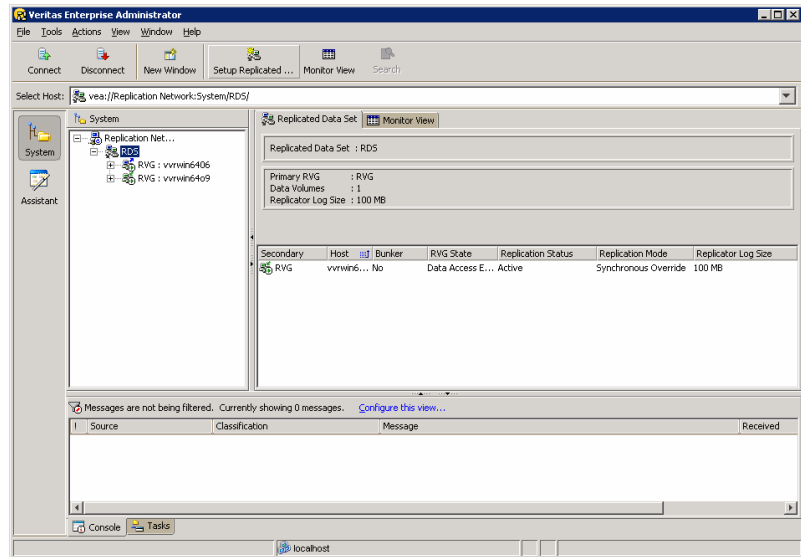 Veritas Enterprise Administrator
File Tools Actions View Window Help
Connect Disconnect New Window Setup Replicated ... Monitor View Search
Select Host: vea://Replication Network:System/RDS/
System
Assistant
System
Replication Net...
RDS
RVG : vvrwin6406
RVG : vvrwin64o9
Replicated Data Set Monitor View
Replicated Data Set : RDS
Primary RVG : RVG
Data Volumes : 1
Replicator Log Size : 100 MB
Secondary Host Bunker RVG State Replication Status Replication Mode Replicator Log Size
RVG vvrwin6... No Data Access E... Active Synchronous Override 100 MB
Messages are not being filtered. Currently showing 0 messages. Configure this view...
! Source Classification Message Received
Console Tasks
localhost